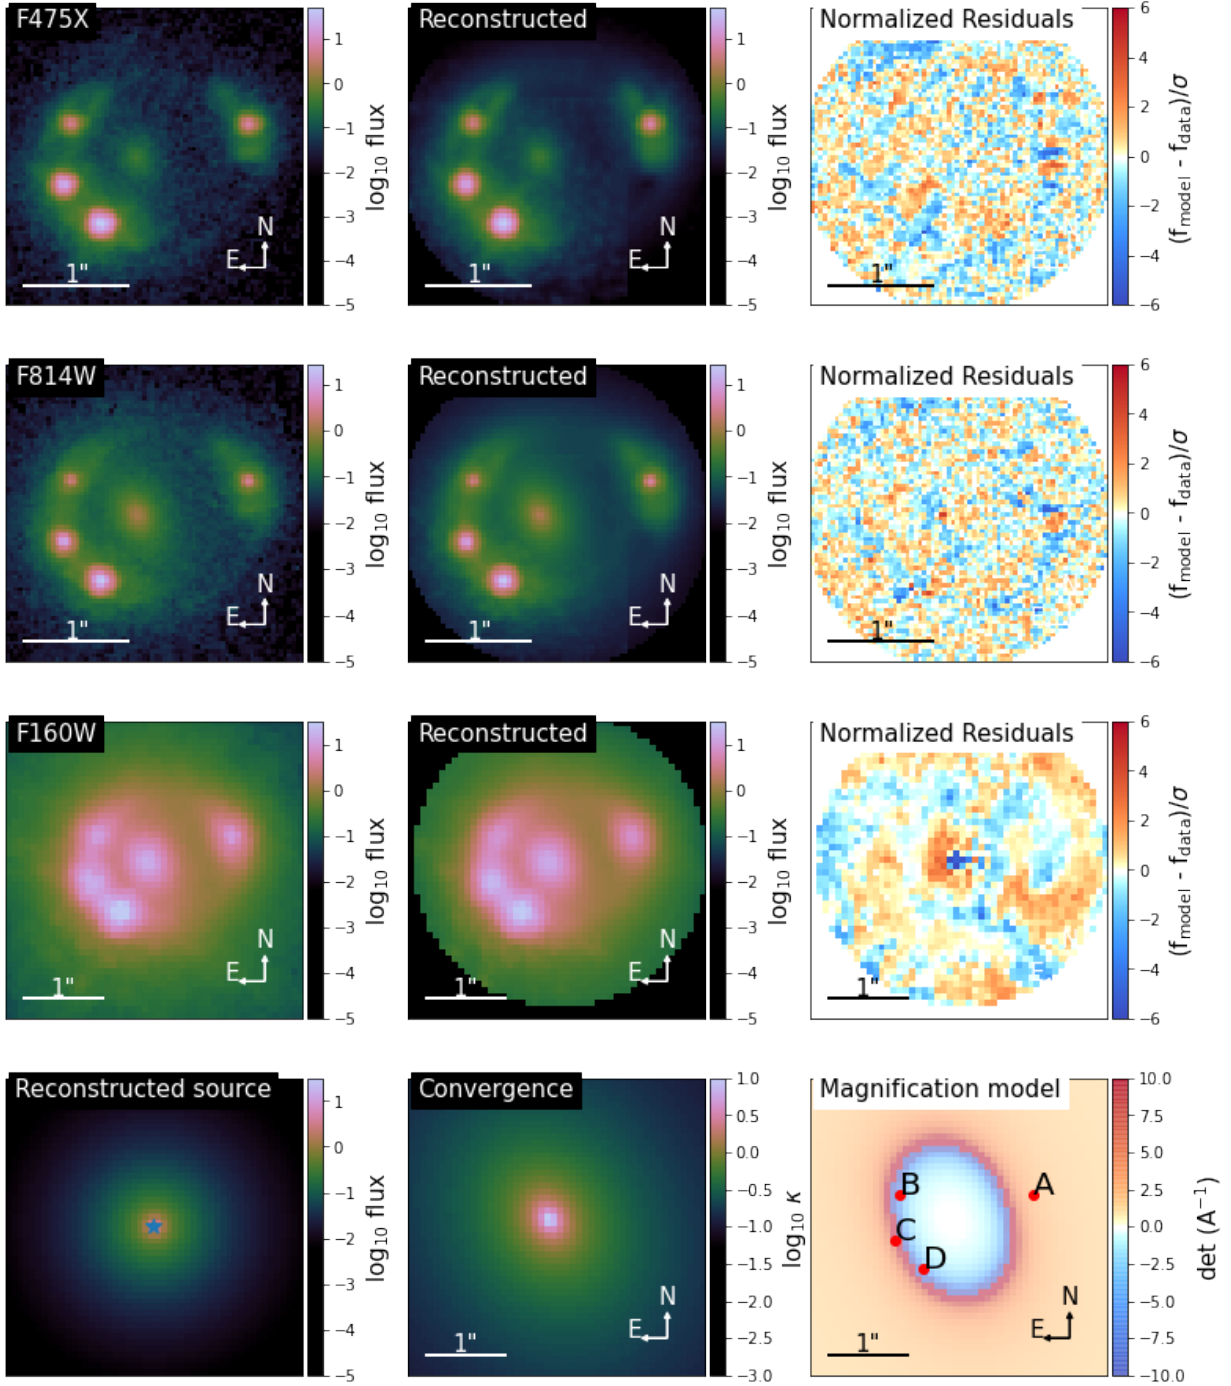 F475X
Reconstructed
Normalized Residuals
1
0
−1
−2
−3
−4
−5
log10 flux
1
0
−1
−2
−3
−4
−5
log10 flux
6
4
2
0
−2
−4
−6
(fmodel - fdata)/σ
N
E
1"
N
E
1"
1"
F814W
Reconstructed
Normalized Residuals
1
0
−1
−2
−3
−4
−5
log10 flux
1
0
−1
−2
−3
−4
−5
log10 flux
6
4
2
0
−2
−4
−6
(fmodel - fdata)/σ
N
E
1"
N
E
1"
1"
F160W
Reconstructed
Normalized Residuals
1
0
−1
−2
−3
−4
−5
log10 flux
1
0
−1
−2
−3
−4
−5
log10 flux
6
4
2
0
−2
−4
−6
(fmodel - fdata)/σ
N
E
1"
N
E
1"
1"
Reconstructed source
Convergence
Magnification model
1
0
−1
−2
−3
−4
−5
log10 flux
1.0
0.5
0.0
−0.5
−1.0
−1.5
−2.0
−2.5
−3.0
log10 κ
10.0
7.5
5.0
2.5
0.0
−2.5
−5.0
−7.5
−10.0
det (A−1)
B
A
C
D
N
E
1"
N
E
1"